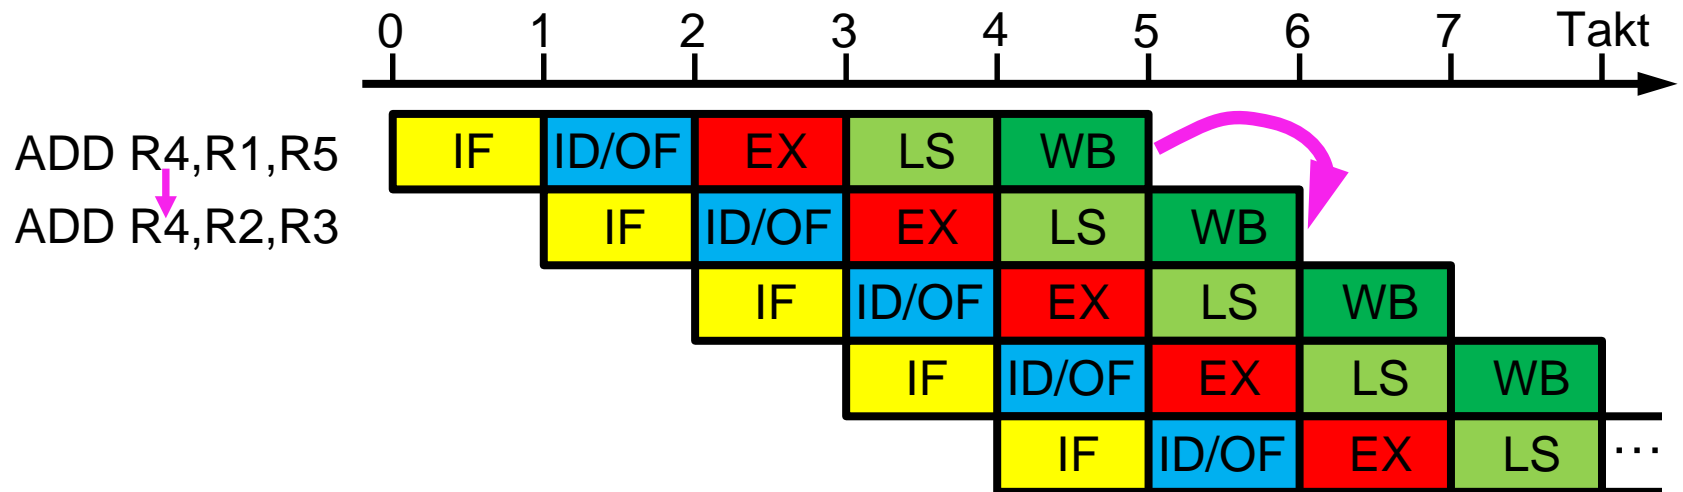 0 1 2 3 4 5 6 7 Takt
ADD R4,R1,R5 IF ID/OF EX LS WB
ADD R4,R2,R3 IF ID/OF EX LS WB
IF ID/OF EX LS WB
IF ID/OF EX LS WB
IF ID/OF EX LS ...